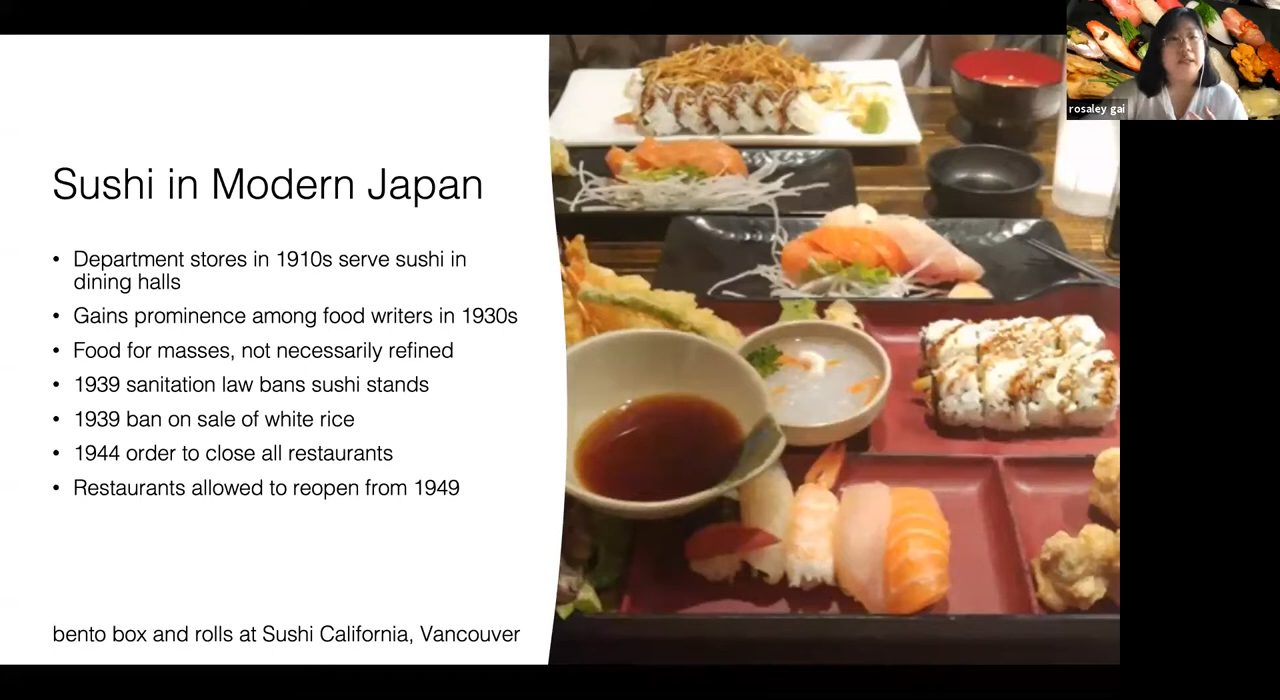 rosaley gai
Sushi in Modern Japan
• Department stores in 1910s serve sushi in
dining halls
• Gains prominence among food writers in 1930s
• Food for masses, not necessarily refined
• 1939 sanitation law bans sushi stands
• 1939 ban on sale of white rice
• 1944 order to close all restaurants
• Restaurants allowed to reopen from 1949
bento box and rolls at Sushi California, Vancouver